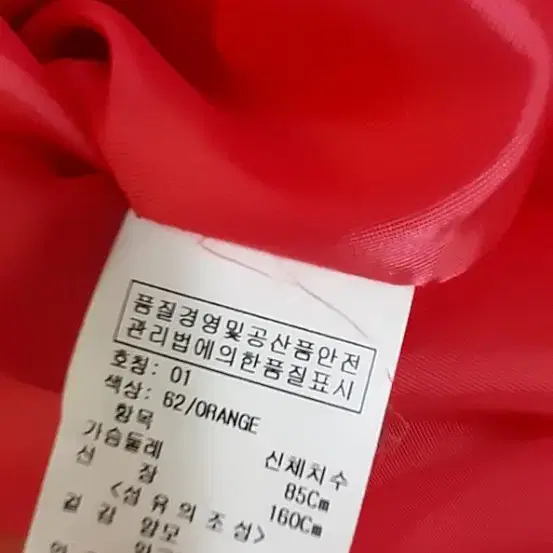 품질경영및공산품안전
관리법에의한품질표시
호칭: 01
색상: 62/ORANGE
항목 신체치수
가슴둘레 85Cm
신 장 160Cm
<섬 유 의 조 성>
겉 감 양모